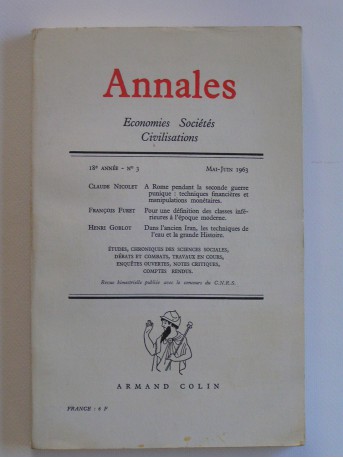 Annales
Economies Sociétés
Civilisations
18e ANNÉE - N° 3 MAI-JUIN 1963
CLAUDE NICOLET A Rome pendant la seconde guerre
punique : techniques financières et
manipulations monétaires.
FRANÇOIS FURET Pour une définition des classes infé-
rieures à l'époque moderne.
HENRI GOBLOT Dans l'ancien Iran, les techniques de
l'eau et la grande Histoire.
ÉTUDES, CHRONIQUES DES SCIENCES SOCIALES,
DÉBATS ET COMBATS, TRAVAUX EN COURS,
ENQUÊTES OUVERTES, NOTES CRITIQUES,
COMPTES RENDUS.
Revue bimestrielle publiée avec le concours du C.N.R.S.
ARMAND COLIN
FRANCE : 6 F